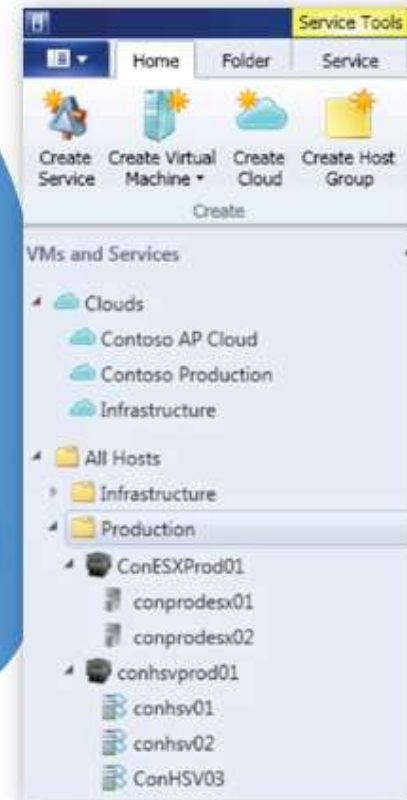 Service Tools
Home Folder Service
Create Service
Create Virtual Machine
Create Cloud
Create Host Group
Create
VMs and Services
Clouds
Contoso AP Cloud
Contoso Production
Infrastructure
All Hosts
Infrastructure
Production
ConESXProd01
conprodesx01
conprodesx02
conhsvprod01
conhsv01
conhsv02
ConHSV03